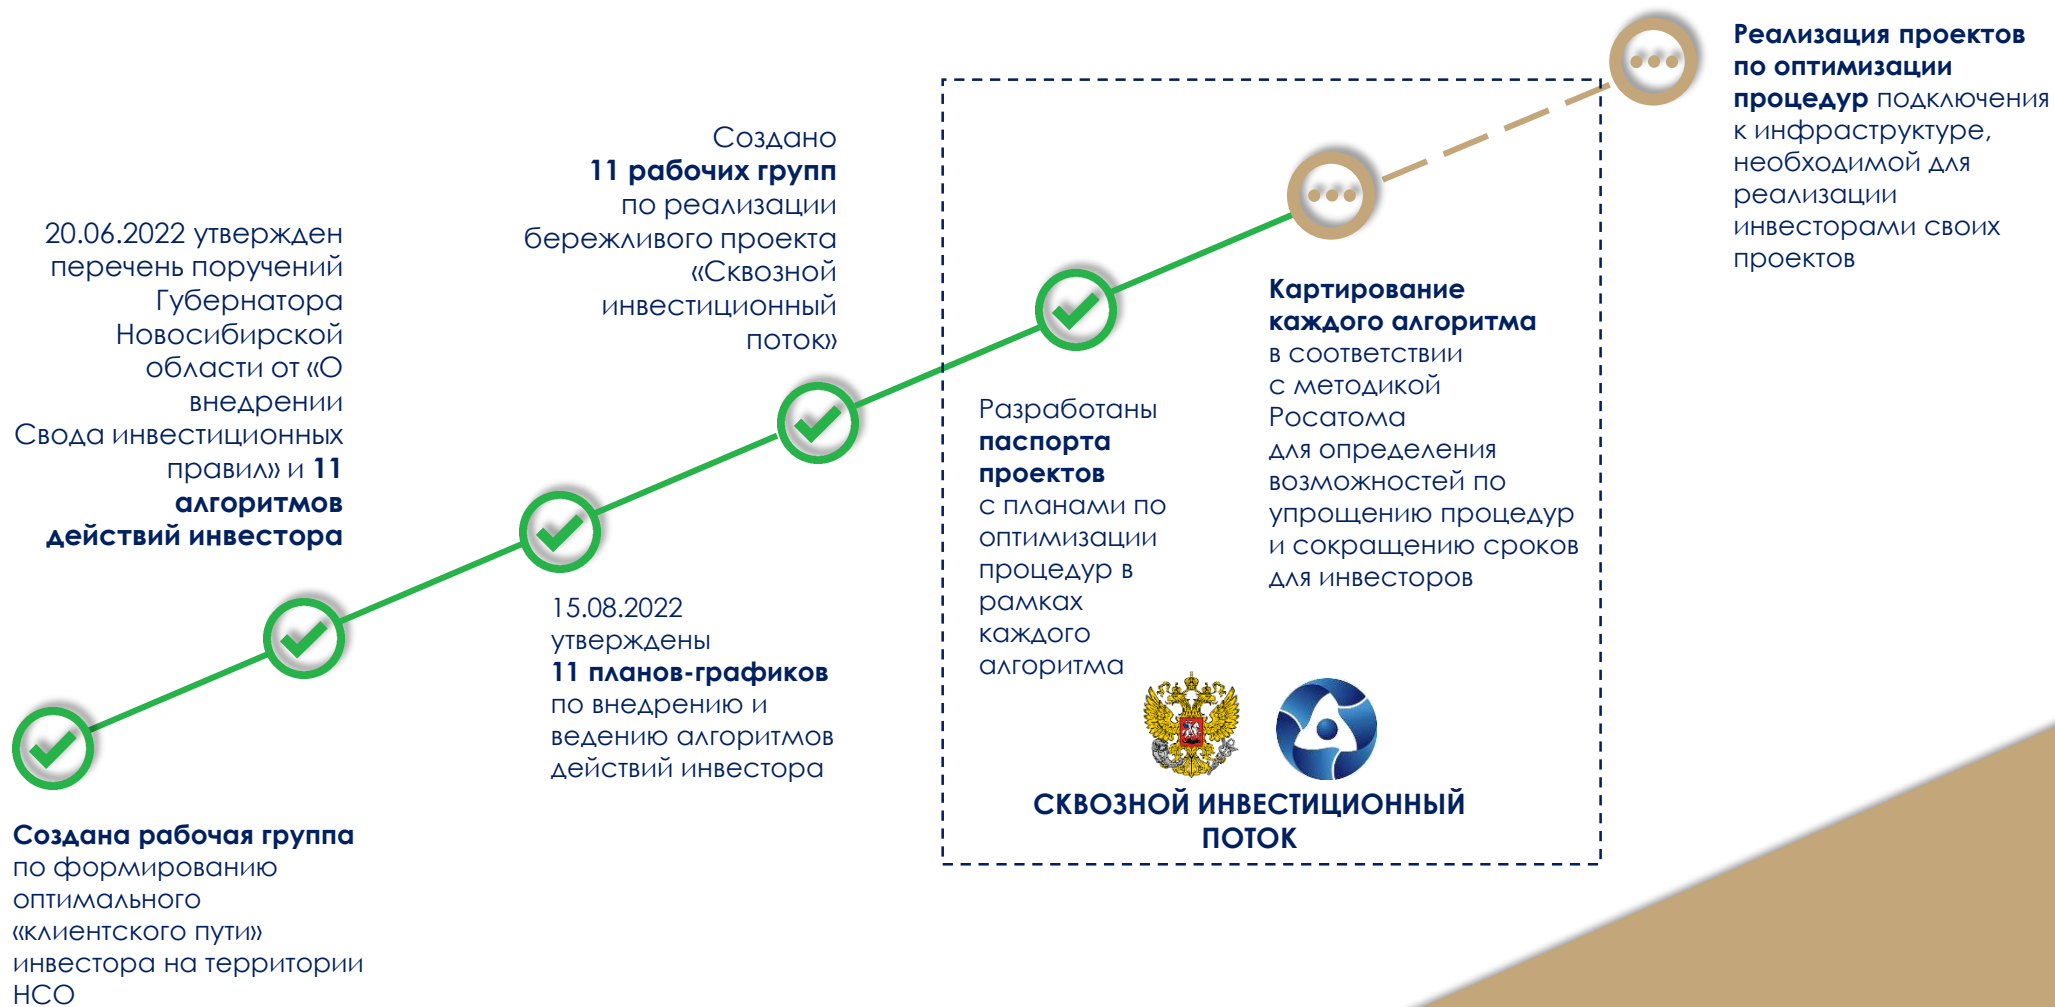 Создана рабочая группа
по формированию
оптимального
«клиентского пути»
инвестора на территории
НСО
20.06.2022 утвержден
перечень поручений
Губернатора
Новосибирской
области от «О
внедрении
Свода инвестиционных
правил» и 11
алгоритмов
действий инвестора
15.08.2022
утверждены
11 планов-графиков
по внедрению и
ведению алгоритмов
действий инвестора
Создано
11 рабочих групп
по реализации
бережливого проекта
«Сквозной
инвестиционный
поток»
Разработаны
паспорта
проектов
с планами по
оптимизации
процедур в
рамках
каждого
алгоритма
Картирование
каждого алгоритма
в соответствии
с методикой
Росатома
для определения
возможностей по
упрощению процедур
и сокращению сроков
для инвесторов
СКВОЗНОЙ ИНВЕСТИЦИОННЫЙ
ПОТОК
Реализация проектов
по оптимизации
процедур подключения
к инфраструктуре,
необходимой для
реализации
инвесторами своих
проектов